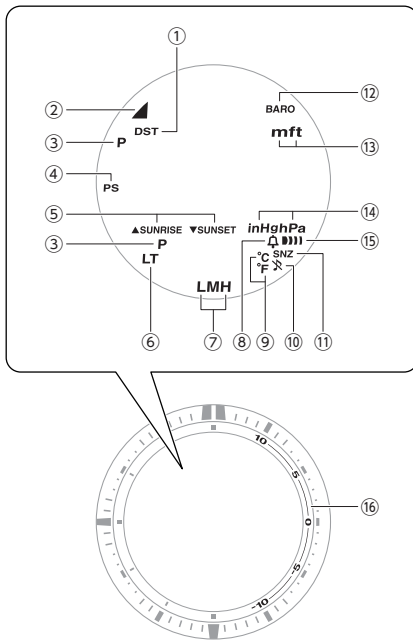 ①
②
DST
③ P
④
PS
⑤
▲SUNRISE ▼SUNSET
③ P
LT
⑥
LMH
⑦
⑫
BARO
mft
⑬
inHghPa ⑭
⑮
°C SNZ
°F
⑧ ⑨ ⑩ ⑪
10
5
0 ⑯
-5
-10